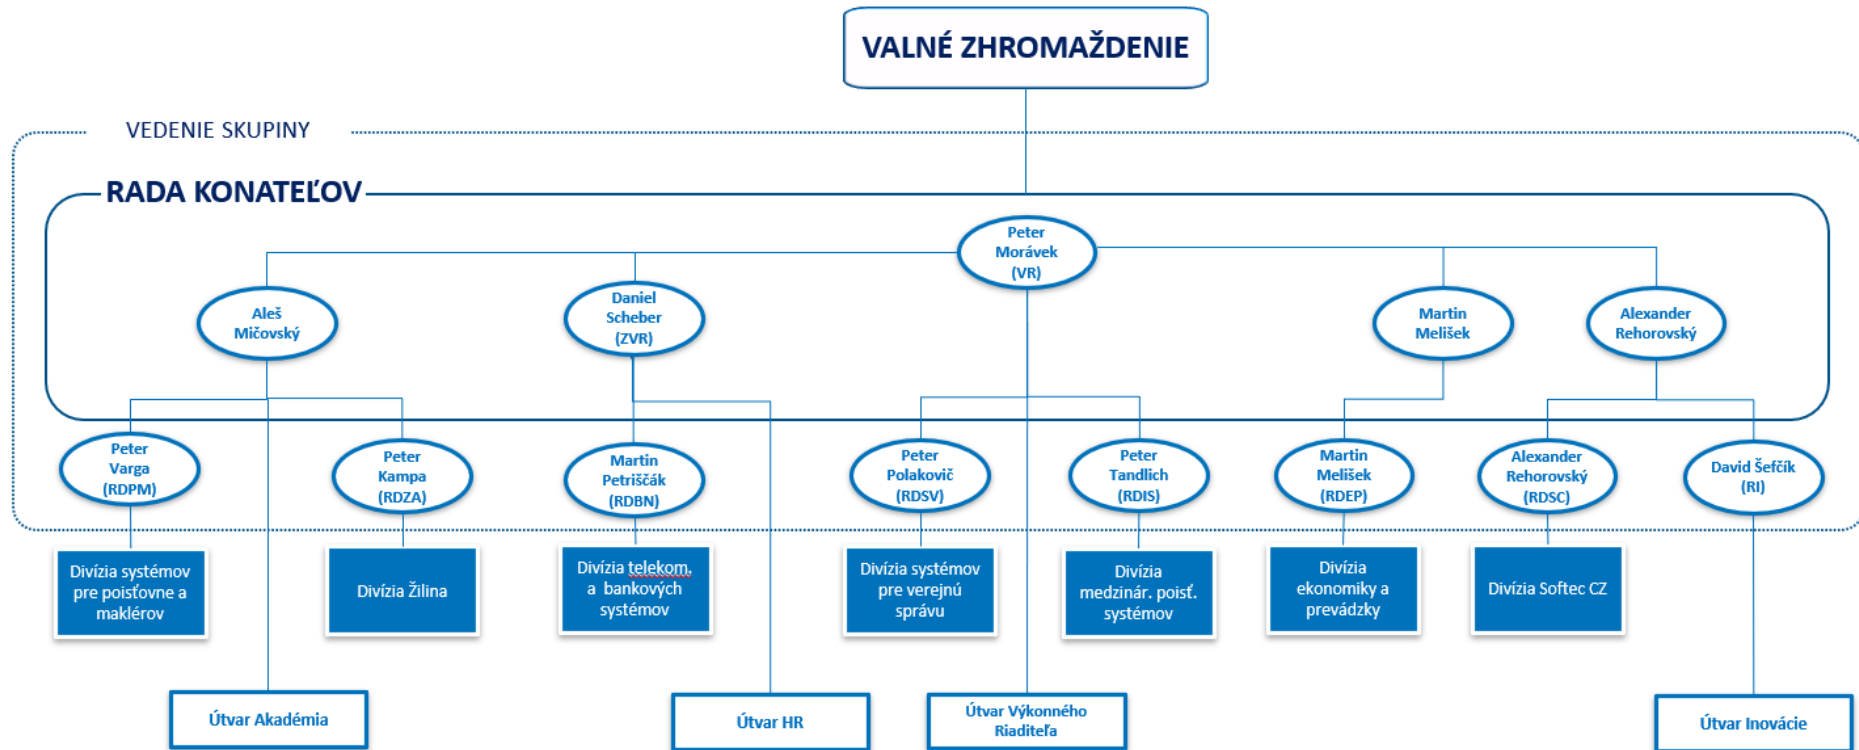 VALNÉ ZHROMAŽDENIE
VEDENIE SKUPINY
RADA KONATEĽOV
Peter
Morávek
(VR)
Aleš
Mičovský
Daniel
Scheber
(ZVR)
Martin
Melišek
Alexander
Rehorovský
Peter
Varga
(RDPM)
Peter
Kampa
(RDZA)
Martin
Petriščák
(RDBN)
Peter
Polakovič
(RDSV)
Peter
Tandlich
(RDIS)
Martin
Melišek
(RDEP)
Alexander
Rehorovský
(RDSC)
David Šefčík
(RI)
Divízia systémov
pre poisťovne a
maklérov
Divízia Žilina
Divízia telekom.
a bankových
systémov
Divízia systémov
pre verejnú
správu
Divízia
medzinár. poisť.
systémov
Divízia
ekonomiky a
prevádzky
Divízia Softec CZ
Útvar Akadémia
Útvar HR
Útvar Výkonného
Riaditeľa
Útvar Inovácie